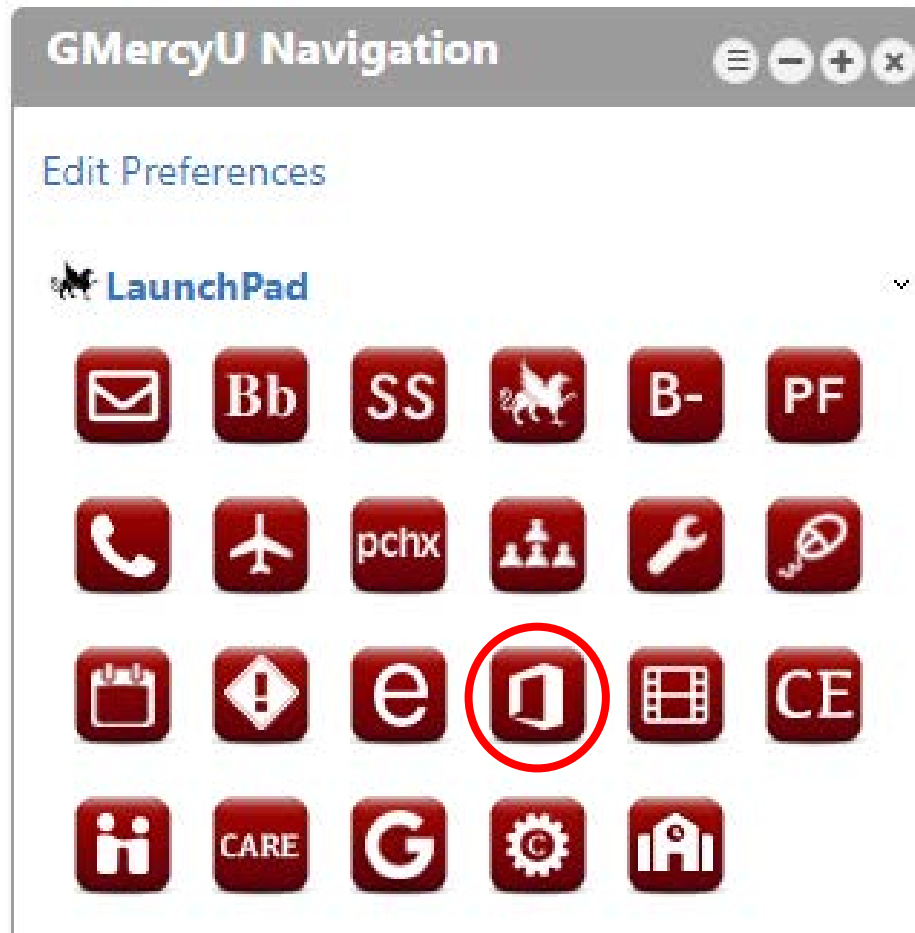 GMercyU Navigation
Edit Preferences
LaunchPad
Bb SS B- PF
pchx
e CE
CARE G C